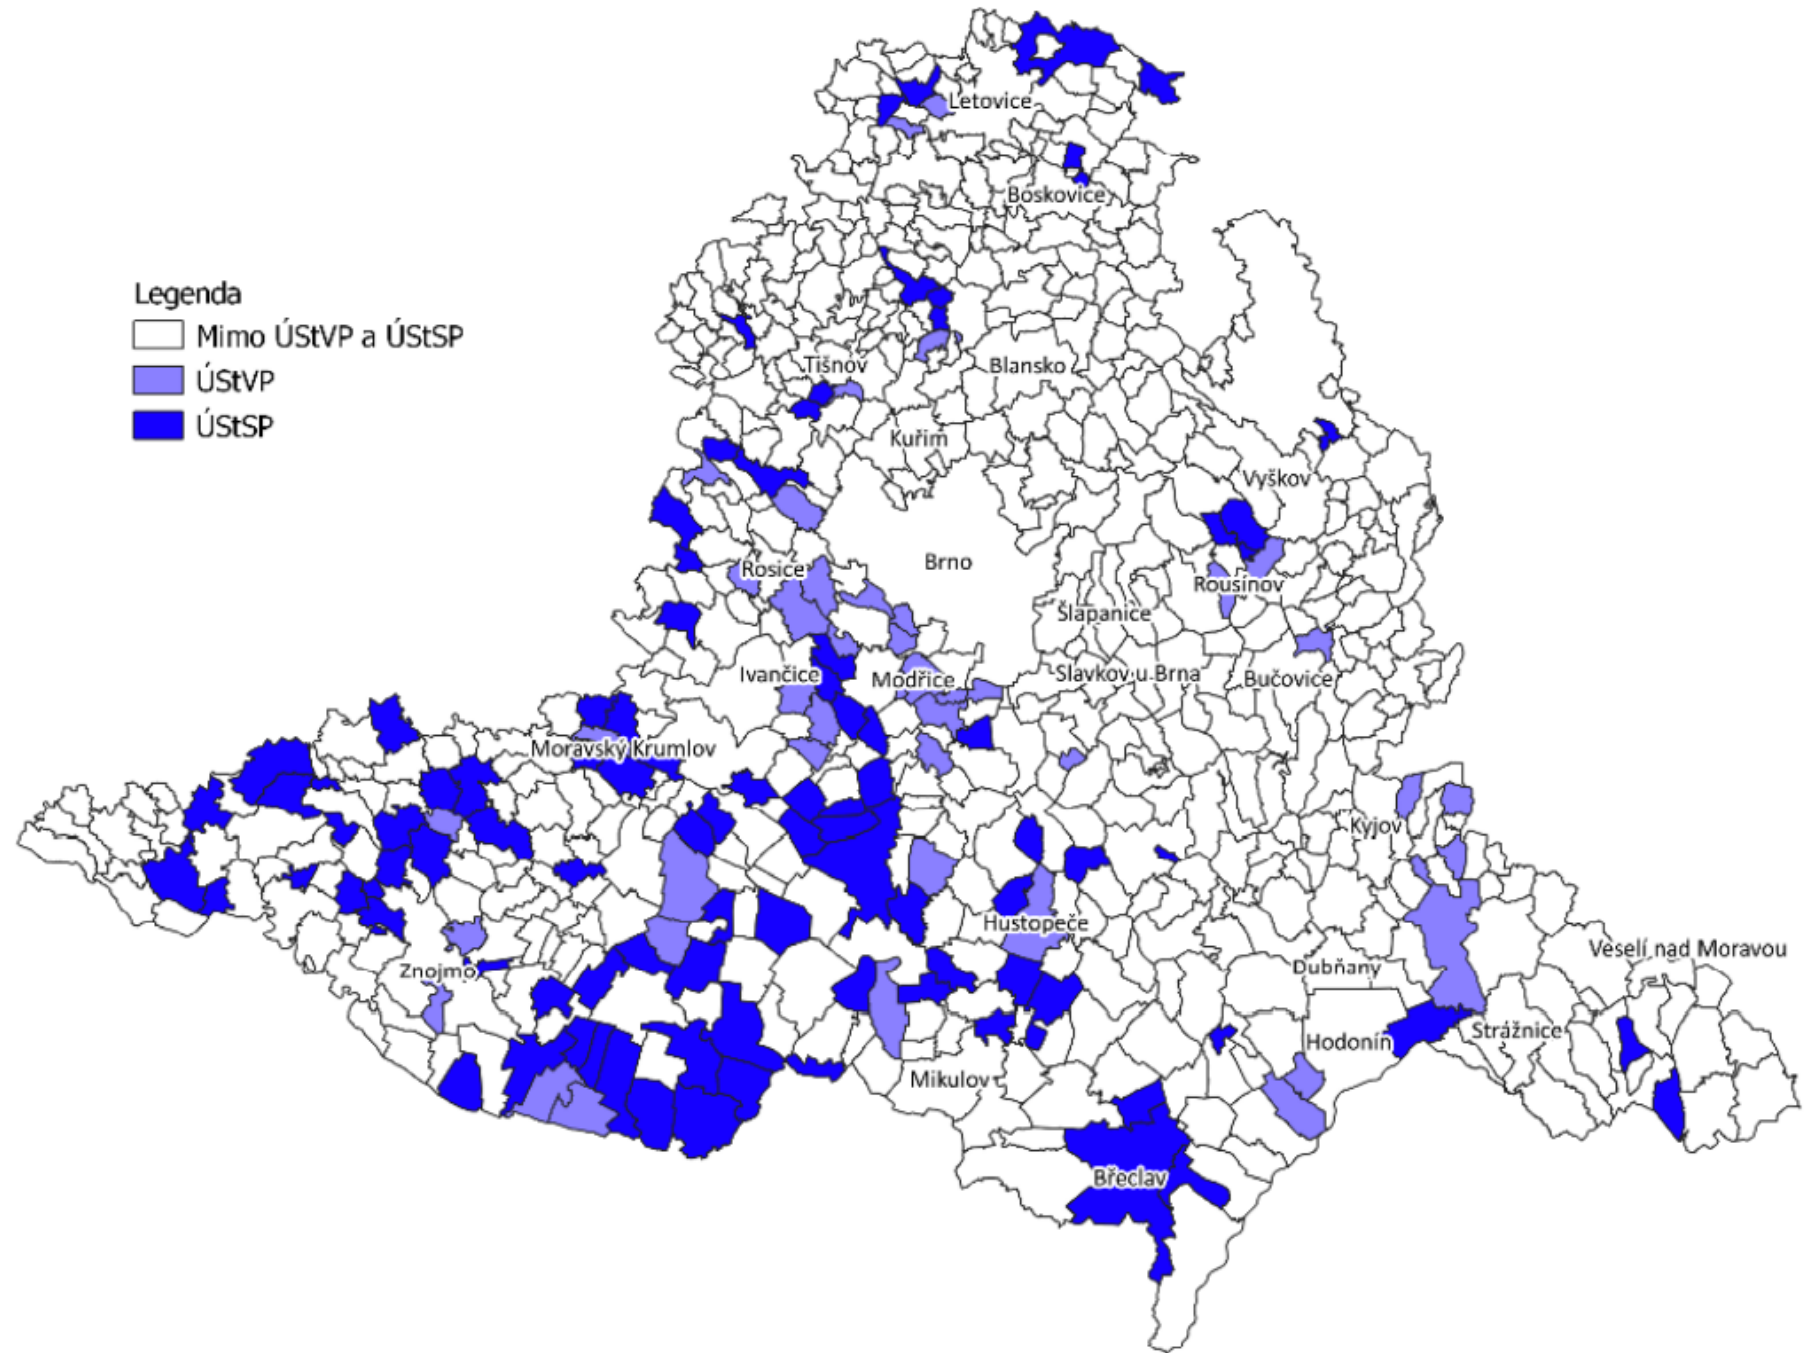 Letovice
Boskovice
Legenda
Mimo ÚStVP a ÚStSP
ÚStVP
ÚStSP
Tišnov
Blansko
Kuřim
Vyškov
Brno
Rosice
Rousínov
Šlapanice
Ivančice
Modřice
Slavkov u Brna
Bučovice
Moravský Krumlov
Kyjov
Hustopeče
Veselí nad Moravou
Znojmo
Dubňany
Strážnice
Hodonín
Mikulov
Břeclav